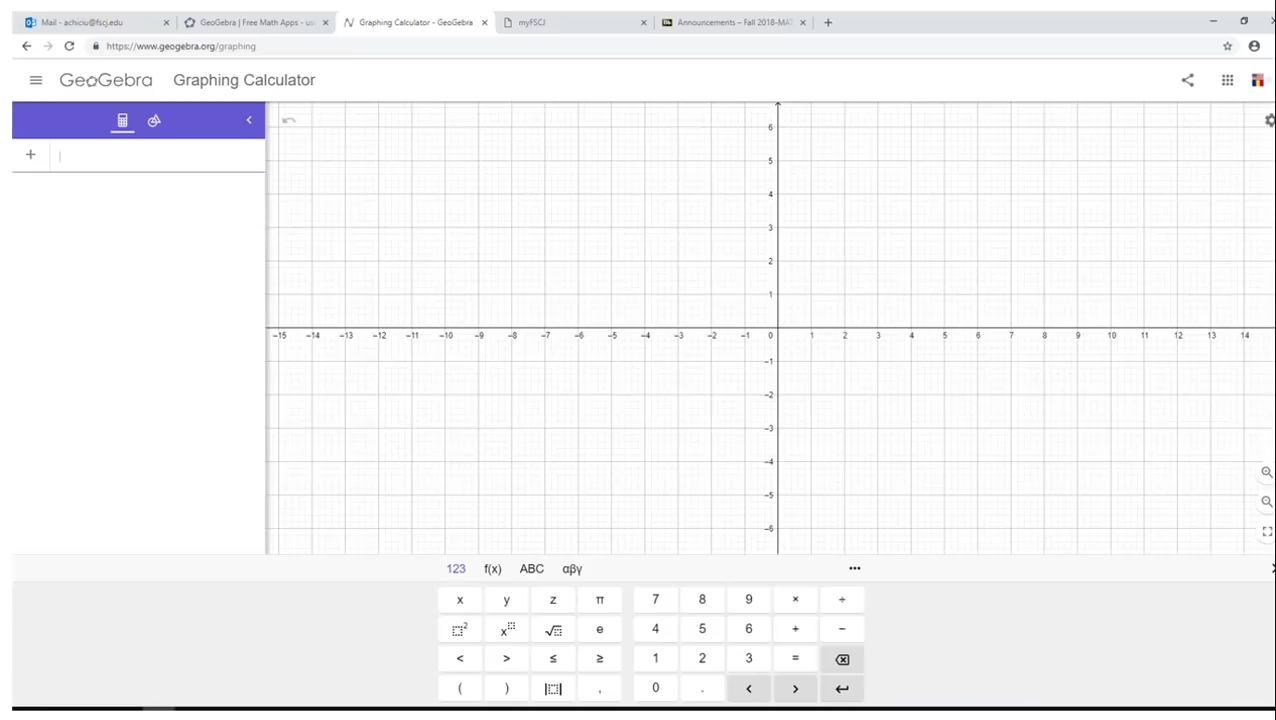 Mail - achiciu@fscj.edu × GeoGebra | Free Math Apps - us × Graphing Calculator - GeoGebra × myFSCJ × Announcements – Fall 2018-MA × +
https://www.geogebra.org/graphing
GeoGebra Graphing Calculator
+
6
5
4
3
2
1
−15 −14 −13 −12 −11 −10 −9 −8 −7 −6 −5 −4 −3 −2 −1 0 1 2 3 4 5 6 7 8 9 10 11 12 13 14
−1
−2
−3
−4
−5
−6
123 f(x) ABC αβγ •••
x y z π 7 8 9 × ÷
□² x□ √□ e 4 5 6 + −
< > ≤ ≥ 1 2 3 =
( ) |□| , 0 . < >